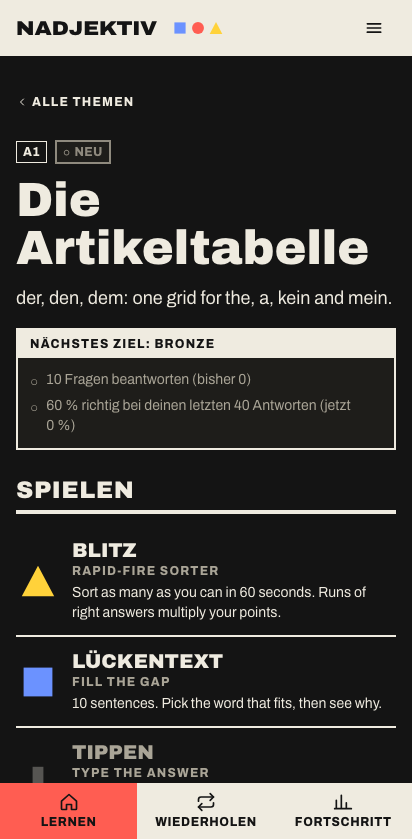 NADJEKTIV
ALLE THEMEN
A1
○ NEU
Die
Artikeltabelle
der, den, dem: one grid for the, a, kein and mein.
NÄCHSTES ZIEL: BRONZE
○ 10 Fragen beantworten (bisher 0)
○ 60 % richtig bei deinen letzten 40 Antworten (jetzt
0 %)
SPIELEN
BLITZ
RAPID-FIRE SORTER
Sort as many as you can in 60 seconds. Runs of
right answers multiply your points.
LÜCKENTEXT
FILL THE GAP
10 sentences. Pick the word that fits, then see why.
TIPPEN
TYPE THE ANSWER
LERNEN
WIEDERHOLEN
FORTSCHRITT